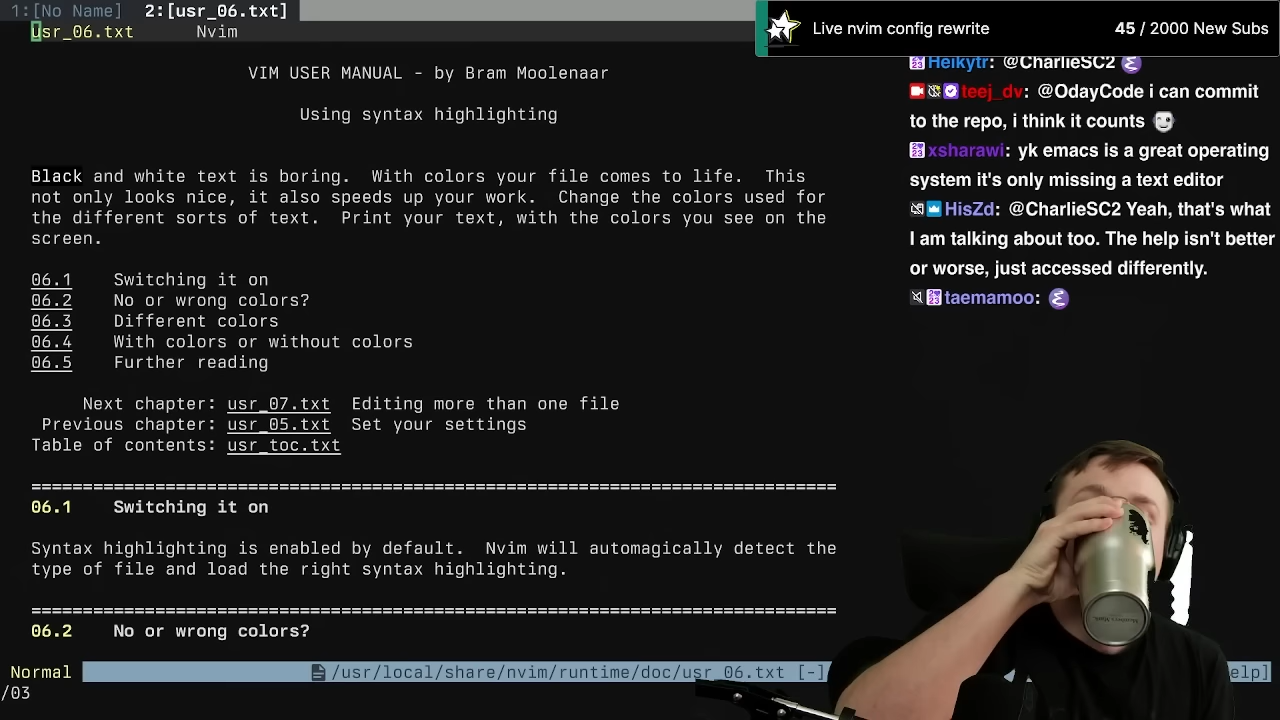 1:[No Name] 2:[usr_06.txt]
usr_06.txt Nvim
VIM USER MANUAL - by Bram Moolenaar
Using syntax highlighting
Black and white text is boring. With colors your file comes to life. This
not only looks nice, it also speeds up your work. Change the colors used for
the different sorts of text. Print your text, with the colors you see on the
screen.
06.1 Switching it on
06.2 No or wrong colors?
06.3 Different colors
06.4 With colors or without colors
06.5 Further reading
Next chapter: usr_07.txt Editing more than one file
Previous chapter: usr_05.txt Set your settings
Table of contents: usr_toc.txt
==============================================================================
06.1 Switching it on
Syntax highlighting is enabled by default. Nvim will automagically detect the
type of file and load the right syntax highlighting.
==============================================================================
06.2 No or wrong colors?
Normal /usr/local/share/nvim/runtime/doc/usr_06.txt [-] elp]
/03
Live nvim config rewrite 45 / 2000 New Subs
Heikytr: @CharlieSC2
teej_dv: @OdayCode i can commit
to the repo, i think it counts
xsharawi: yk emacs is a great operating
system it's only missing a text editor
HisZd: @CharlieSC2 Yeah, that's what
I am talking about too. The help isn't better
or worse, just accessed differently.
taemamoo: